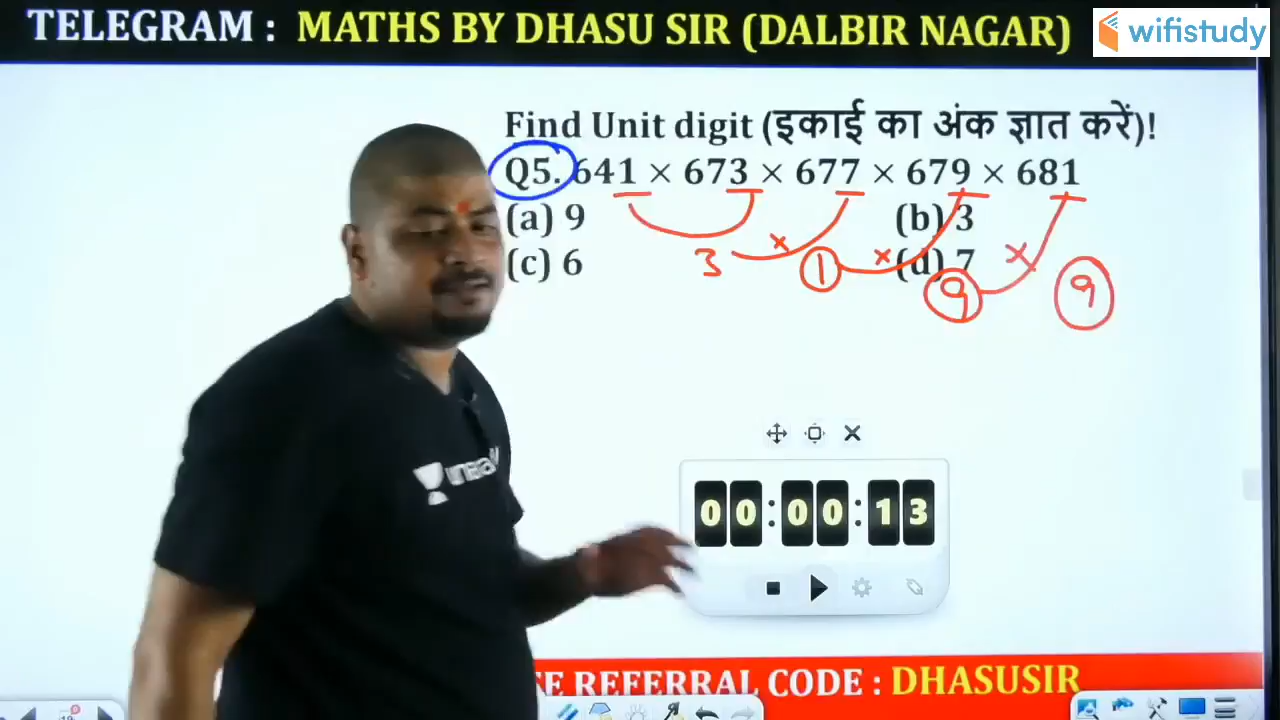 TELEGRAM : MATHS BY DHASU SIR (DALBIR NAGAR)
wifistudy
Find Unit digit (इकाई का अंक ज्ञात करें)!
Q5. 641 × 673 × 677 × 679 × 681
(a) 9 (b) 3
(c) 6 (d) 7
3 × 1 × 9 × 9
00:00:13
REFERRAL CODE : DHASUSIR